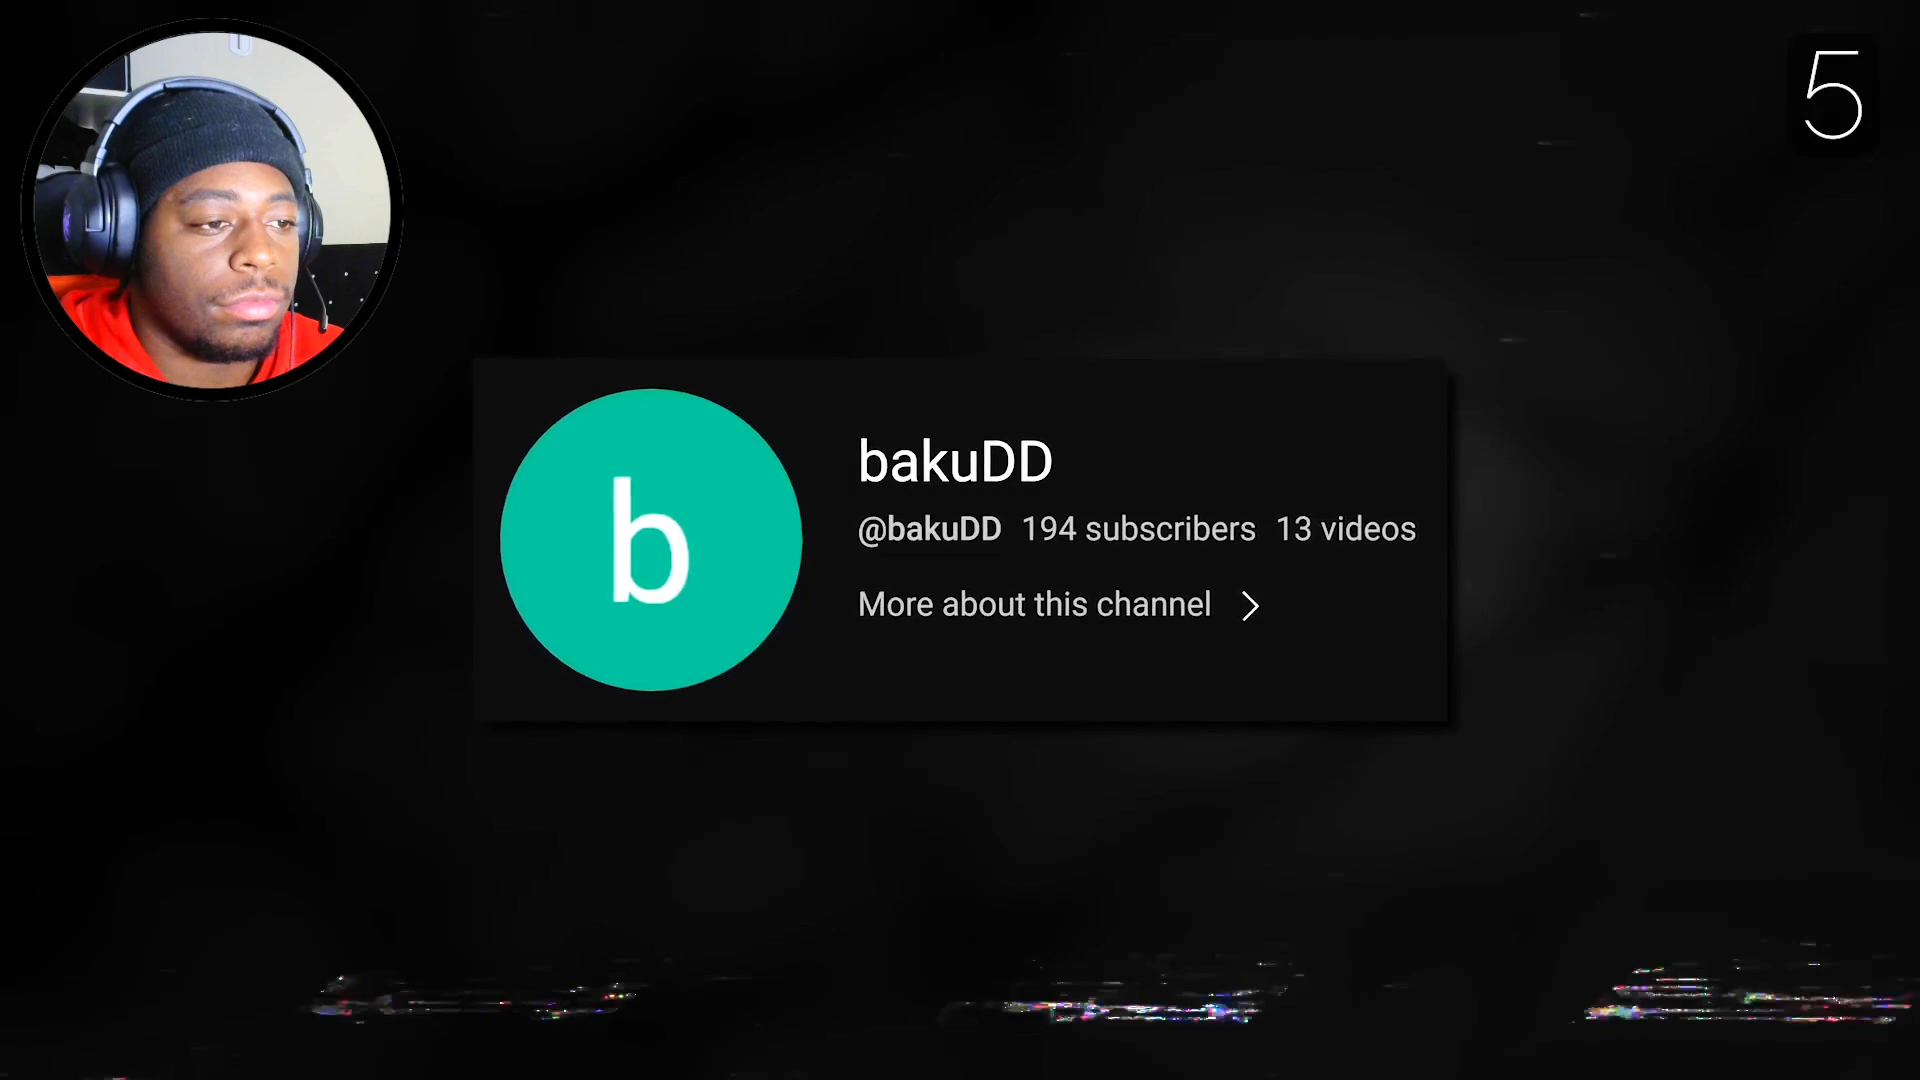 5
b
bakuDD
@bakuDD 194 subscribers 13 videos
More about this channel